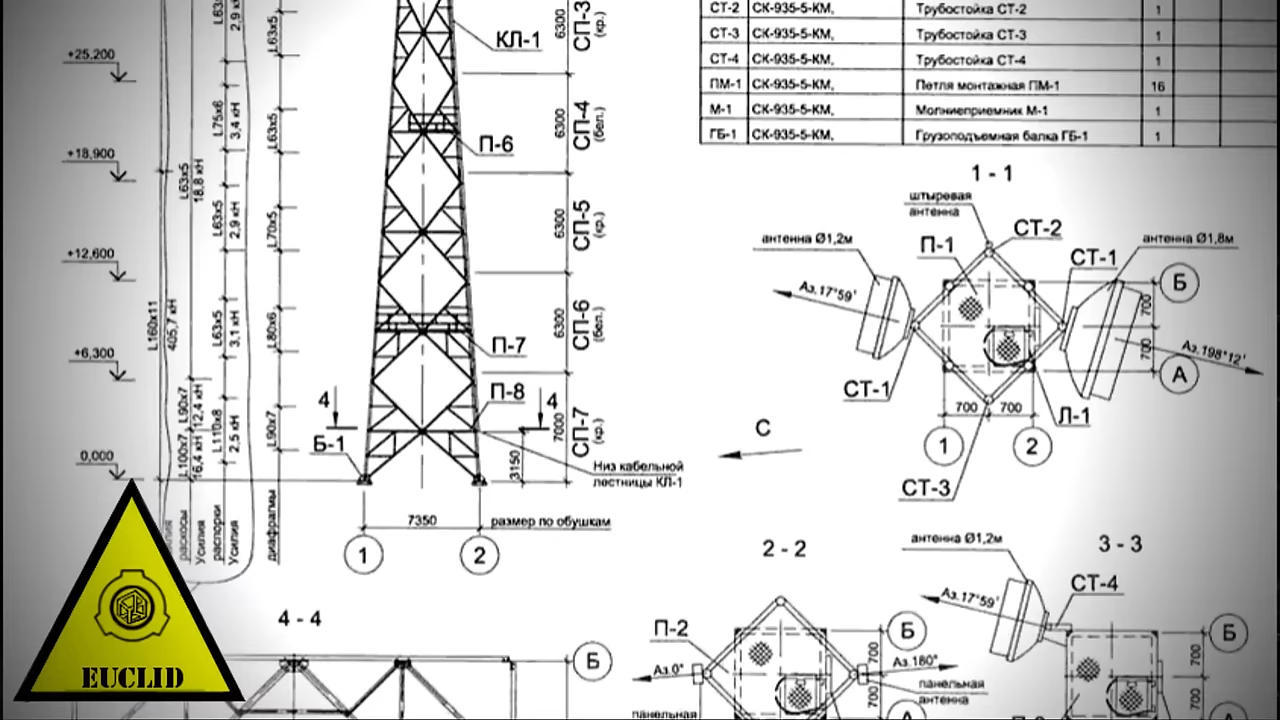 СТ-2 СК-935-5-КМ, Трубостойка СТ-2 1
СТ-3 СК-935-5-КМ, Трубостойка СТ-3 1
СТ-4 СК-935-5-КМ, Трубостойка СТ-4 1
ПМ-1 СК-935-5-КМ, Петля монтажная ПМ-1 16
М-1 СК-935-5-КМ, Молниеприемник М-1 1
ГБ-1 СК-935-5-КМ, Грузоподъемная балка ГБ-1 1
+25,200
+18,900
+12,600
+6,300
0,000
L160x11
405,7 кН
L63x5
18,8 кН
L90x7
12,4 кН
L100x7
16,4 кН
раскосы
Усилия
L63x5
2,9 кН
L75x6
3,4 кН
L63x5
2,9 кН
L63x5
3,1 кН
L110x8
2,5 кН
распорки
Усилия
L63x5
L63x5
L70x5
L80x6
L90x7
диафрагмы
КЛ-1
П-6
П-7
П-8
4
4
Б-1
6300
СП-3
(кр.)
6300
СП-4
(бел.)
6300
СП-5
(кр.)
6300
СП-6
(бел.)
7000
СП-7
(кр.)
3150
Низ кабельной
лестницы КЛ-1
7350
размер по обушкам
1
2
1 - 1
штыревая
антенна
СТ-2
антенна Ø1,2м
П-1
СТ-1
антенна Ø1,8м
Аз.17°59'
Б
700
700
Аз.198°12'
А
СТ-1
700
700
Л-1
1
2
СТ-3
С
2 - 2
П-2
Аз.0°
Б
700
700
Аз.180°
панельная
антенна
панельная
А
3 - 3
антенна Ø1,2м
Аз.17°59'
СТ-4
Б
700
4 - 4
Б
EUCLID